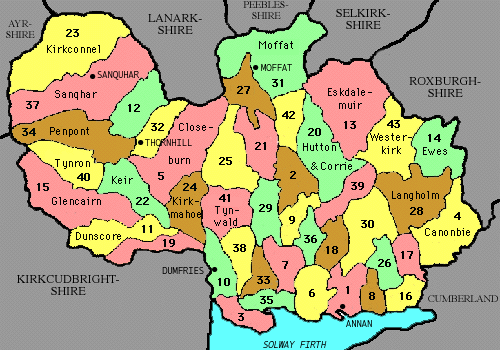 AYR-
SHIRE
LANARK-
SHIRE
PEEBLES-
SHIRE
SELKIRK-
SHIRE
ROXBURGH-
SHIRE
23
Kirkconnel
SANQUHAR
Sanqhar
37
12
34
Penpont
32
THORNHILL
Close-
burn
5
Tynron
40
Keir
22
15
Glencairn
Dunscore
11
19
24
Kirk-
mahoe
Moffat
MOFFAT
31
27
25
21
42
20
Hutton
& Corrie
Eskdale-
muir
13
43
Wester-
kirk
14
Ewes
2
39
Langholm
28
4
Canonbie
41
Tyn-
wald
29
9
36
18
30
38
33
7
26
17
DUMFRIES
10
35
3
6
1
8
16
ANNAN
KIRKCUDBRIGHT-
SHIRE
CUMBERLAND
SOLWAY FIRTH